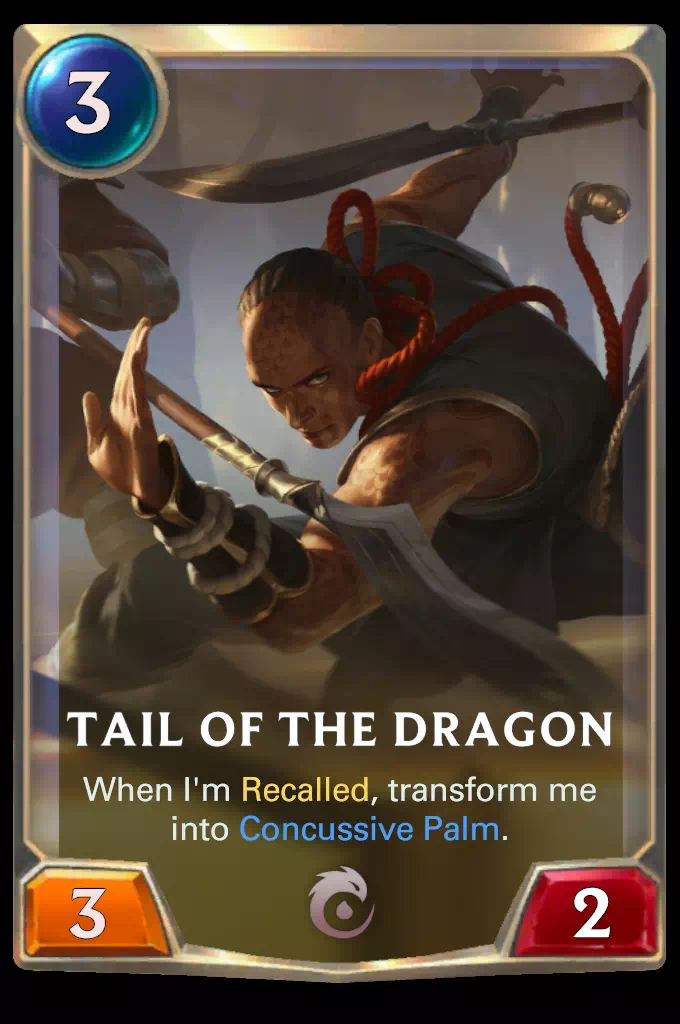 3
TAIL OF THE DRAGON
When I'm Recalled, transform me
into Concussive Palm.
3
2